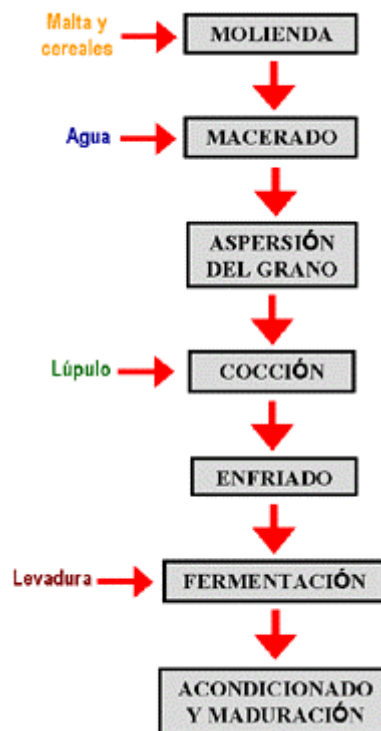 Malta y
cereales
MOLIENDA
Agua
MACERADO
ASPERSIÓN
DEL GRANO
Lúpulo
COCCIÓN
ENFRIADO
Levadura
FERMENTACIÓN
ACONDICIONADO
Y MADURACIÓN